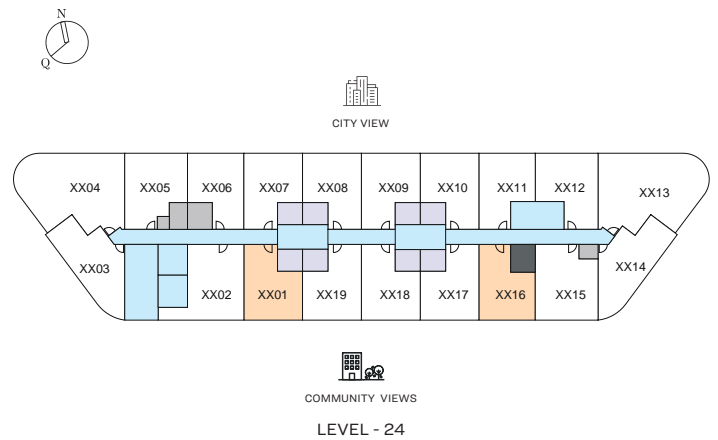 N
Q
CITY VIEW
XX04 XX05 XX06 XX07 XX08 XX09 XX10 XX11 XX12 XX13
XX03 XX02 XX01 XX19 XX18 XX17 XX16 XX15 XX14
COMMUNITY VIEWS
LEVEL - 24